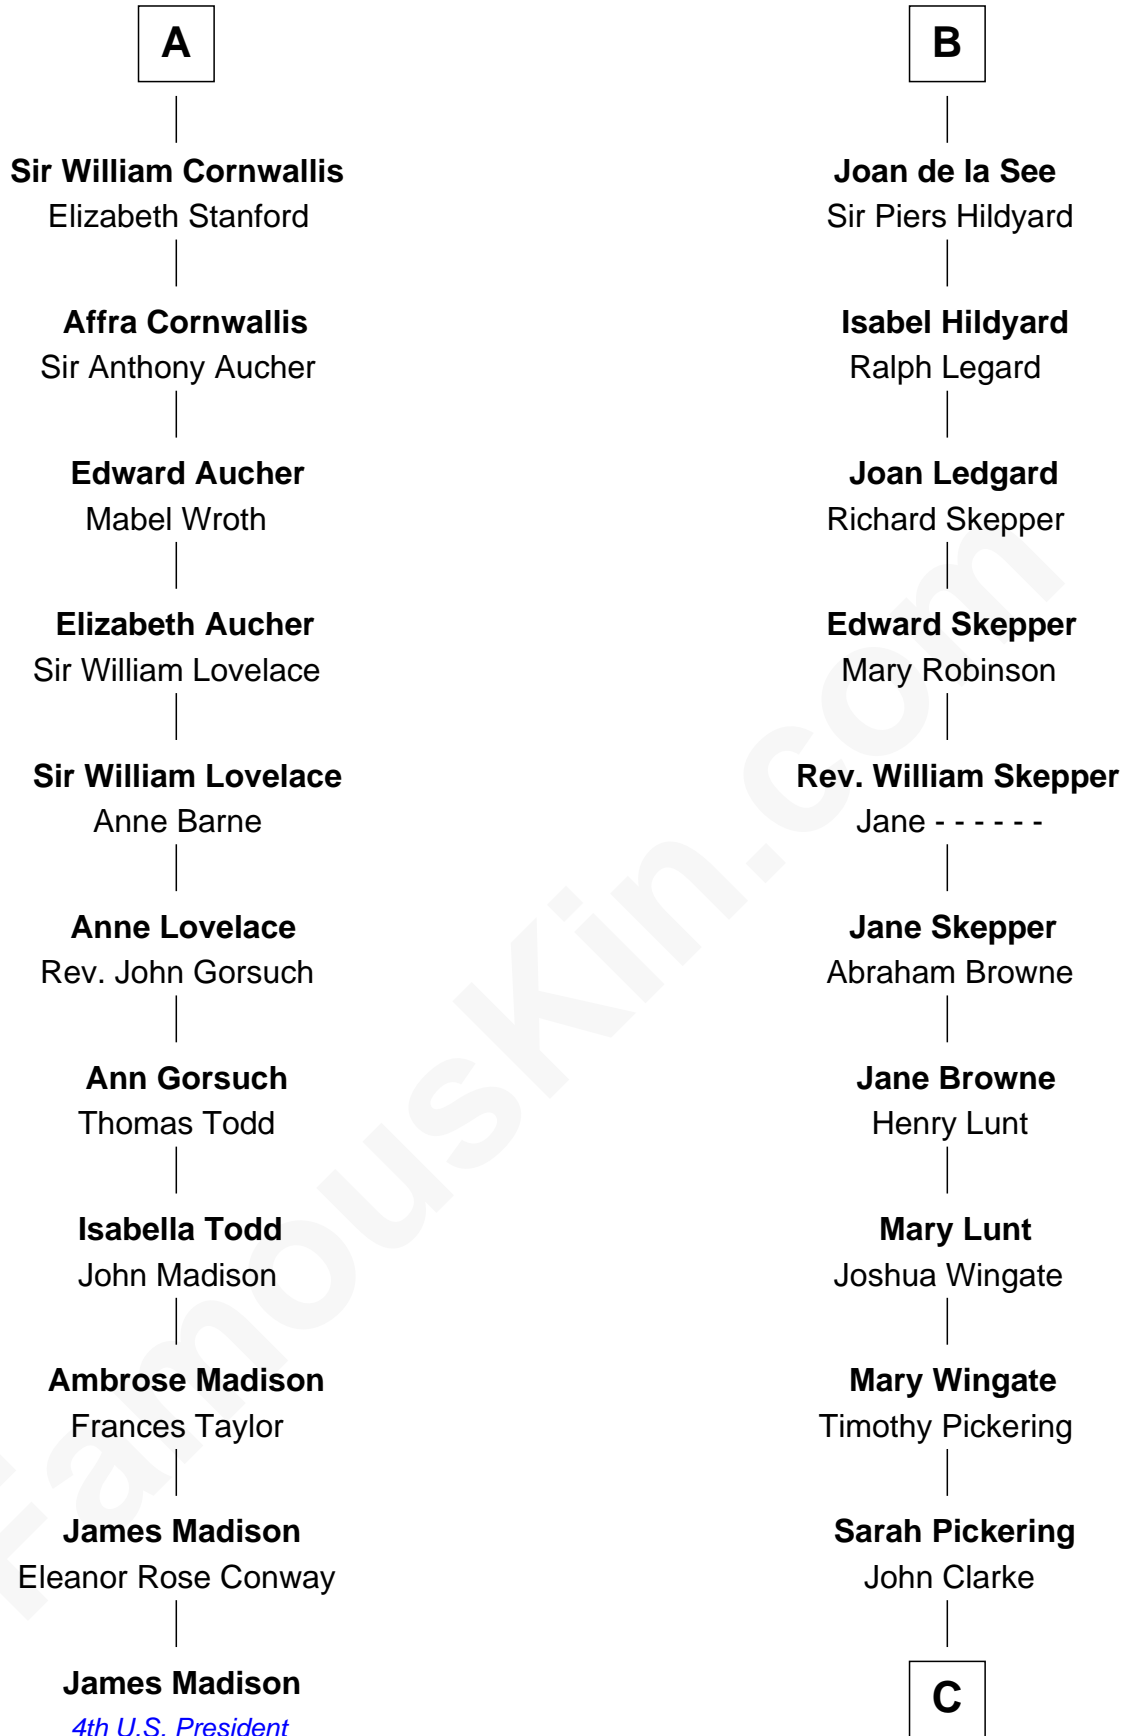 A
Sir William Cornwallis
Elizabeth Stanford
Affra Cornwallis
Sir Anthony Aucher
Edward Aucher
Mabel Wroth
Elizabeth Aucher
Sir William Lovelace
Sir William Lovelace
Anne Barne
Anne Lovelace
Rev. John Gorsuch
Ann Gorsuch
Thomas Todd
Isabella Todd
John Madison
Ambrose Madison
Frances Taylor
James Madison
Eleanor Rose Conway
James Madison
4th U.S. President
B
Joan de la See
Sir Piers Hildyard
Isabel Hildyard
Ralph Legard
Joan Ledgard
Richard Skepper
Edward Skepper
Mary Robinson
Rev. William Skepper
Jane - - - - - -
Jane Skepper
Abraham Browne
Jane Browne
Henry Lunt
Mary Lunt
Joshua Wingate
Mary Wingate
Timothy Pickering
Sarah Pickering
John Clarke
C
FamousKin.com